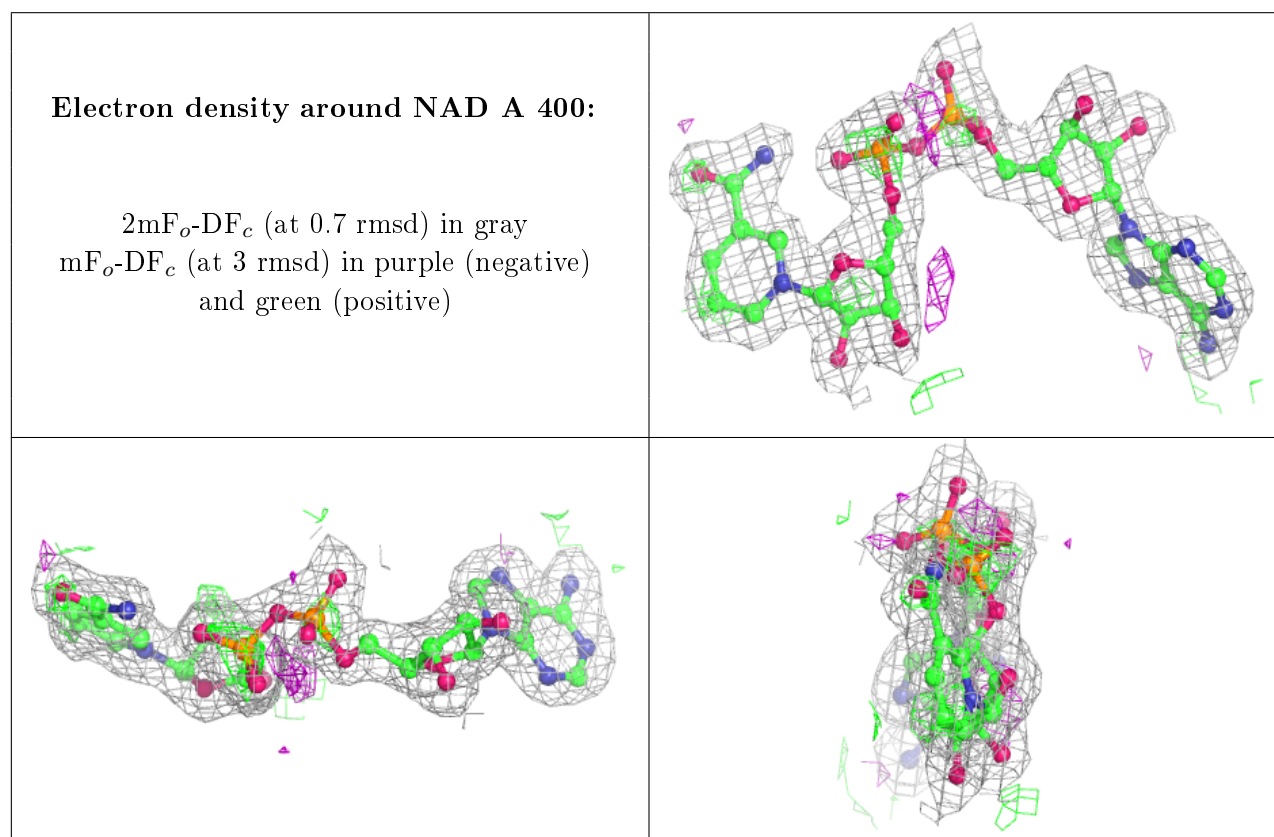 Electron density around NAD A 400:
2mFo-DFc (at 0.7 rmsd) in gray
mFo-DFc (at 3 rmsd) in purple (negative)
and green (positive)